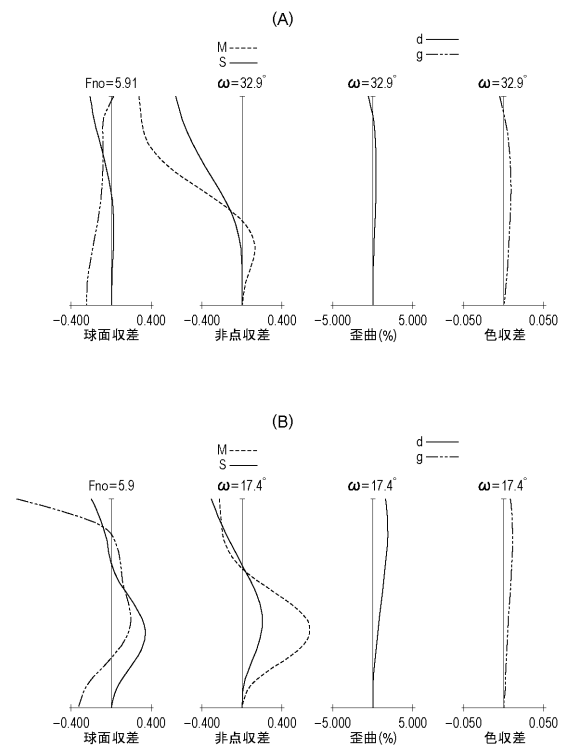 (A)
M
S
d
g
Fno=5.91
ω=32.9°
ω=32.9°
ω=32.9°
-0.400 0.400
-0.400 0.400
-5.000 5.000
-0.050 0.050
球面収差
非点収差
歪曲(%)
色収差
(B)
M
S
d
g
Fno=5.9
ω=17.4°
ω=17.4°
ω=17.4°
-0.400 0.400
-0.400 0.400
-5.000 5.000
-0.050 0.050
球面収差
非点収差
歪曲(%)
色収差